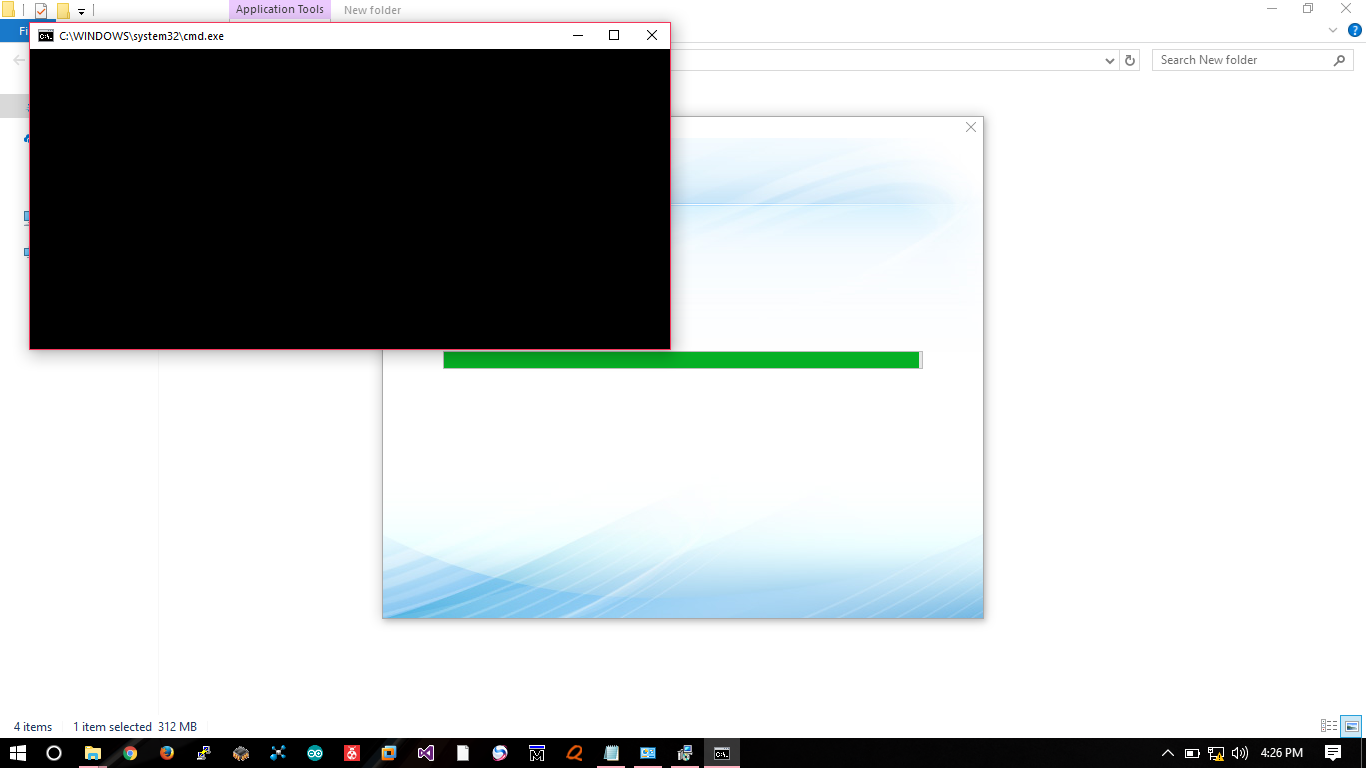 Application Tools
New folder
C:\WINDOWS\system32\cmd.exe
Search New folder
4 items 1 item selected 312 MB
4:26 PM